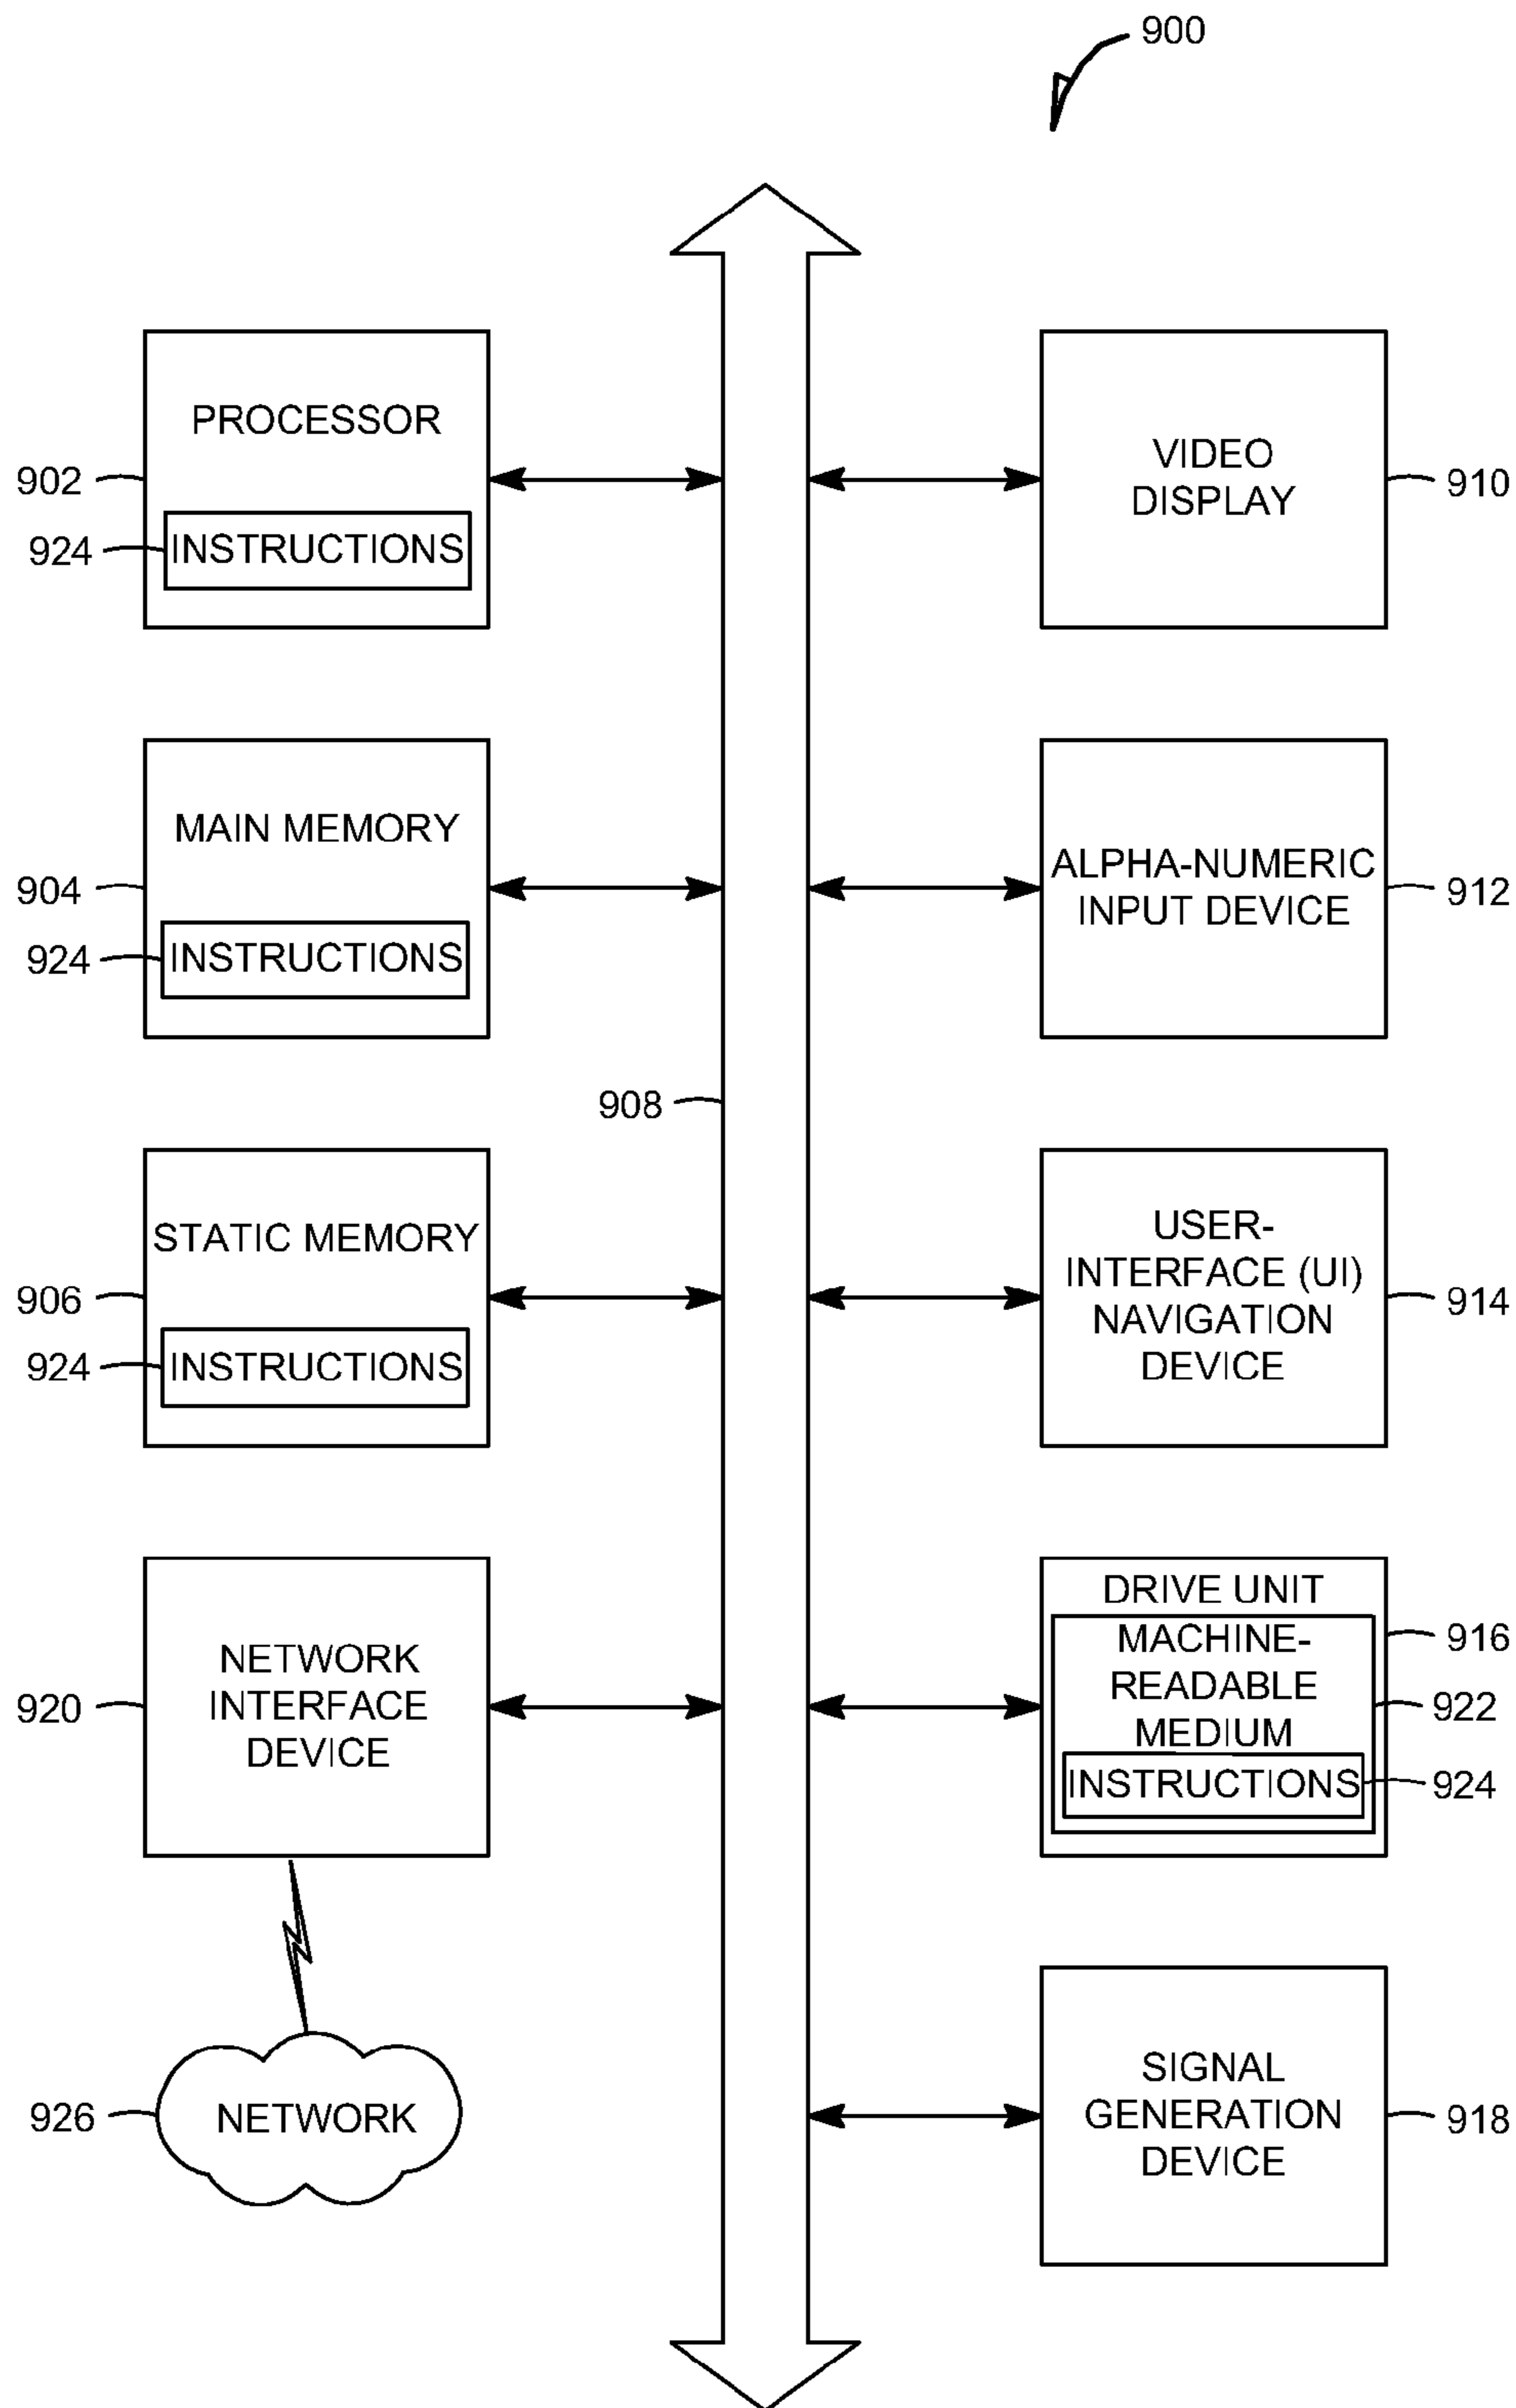 900
PROCESSOR
902
924
INSTRUCTIONS
VIDEO
DISPLAY
910
MAIN MEMORY
904
924
INSTRUCTIONS
ALPHA-NUMERIC
INPUT DEVICE
912
908
STATIC MEMORY
906
924
INSTRUCTIONS
USER-
INTERFACE (UI)
NAVIGATION
DEVICE
914
NETWORK
INTERFACE
DEVICE
920
DRIVE UNIT
916
MACHINE-
READABLE
MEDIUM
922
INSTRUCTIONS
924
926
NETWORK
SIGNAL
GENERATION
DEVICE
918